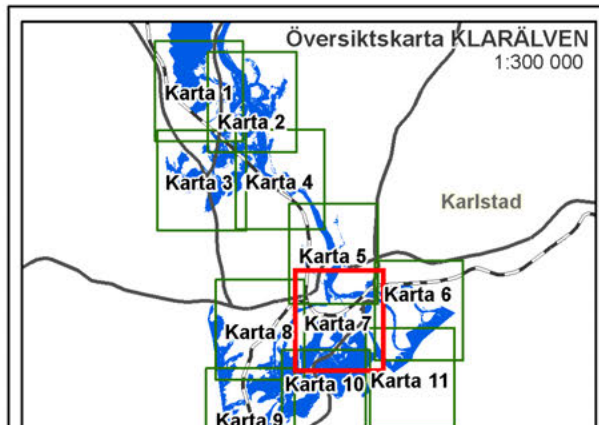 Översiktskarta KLARÄLVEN
1:300 000
Karta 1
Karta 2
Karta 3
Karta 4
Karlstad
Karta 5
Karta 6
Karta 7
Karta 8
Karta 11
Karta 10
Karta 9